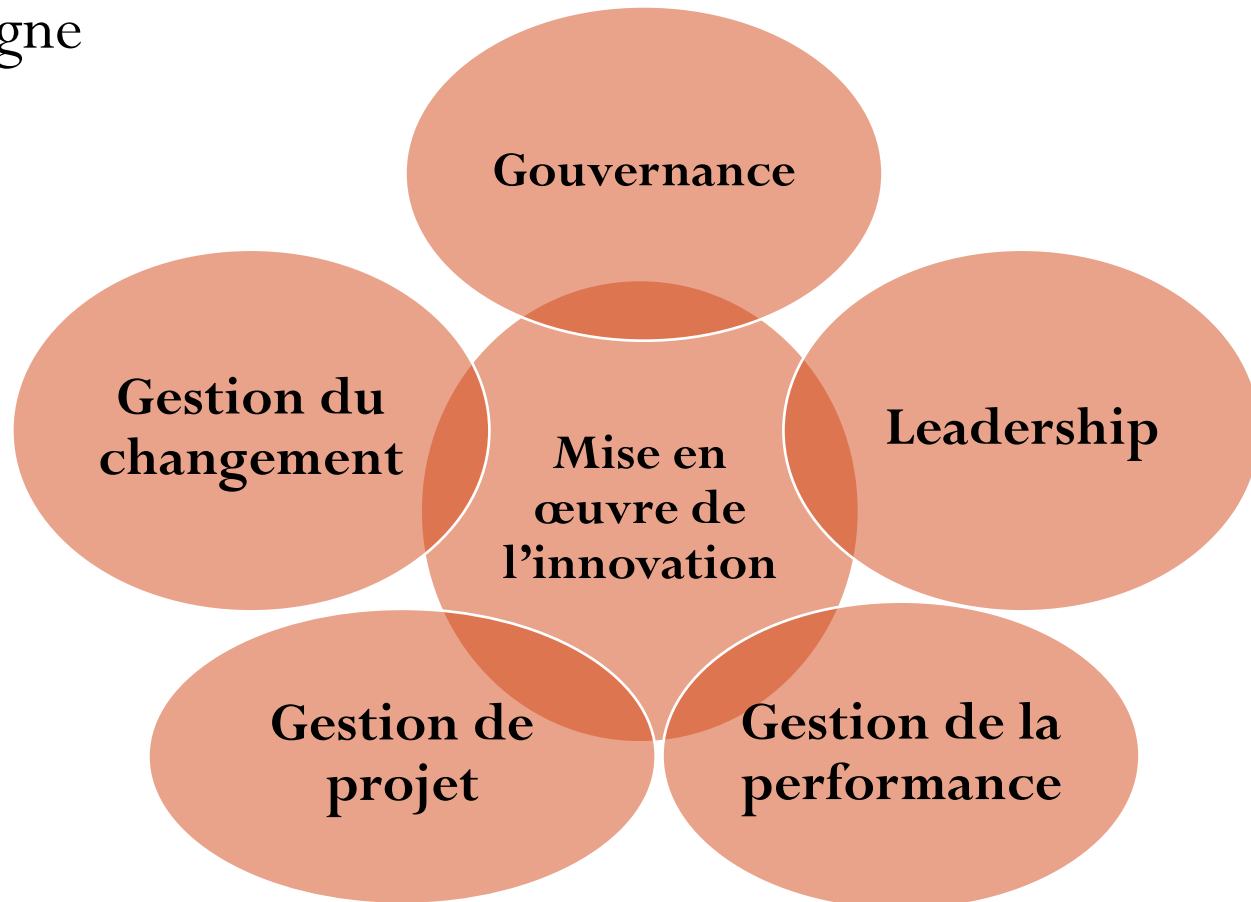 gne
Gouvernance
Gestion du
changement
Leadership
Mise en
œuvre de
l’innovation
Gestion de
projet
Gestion de la
performance